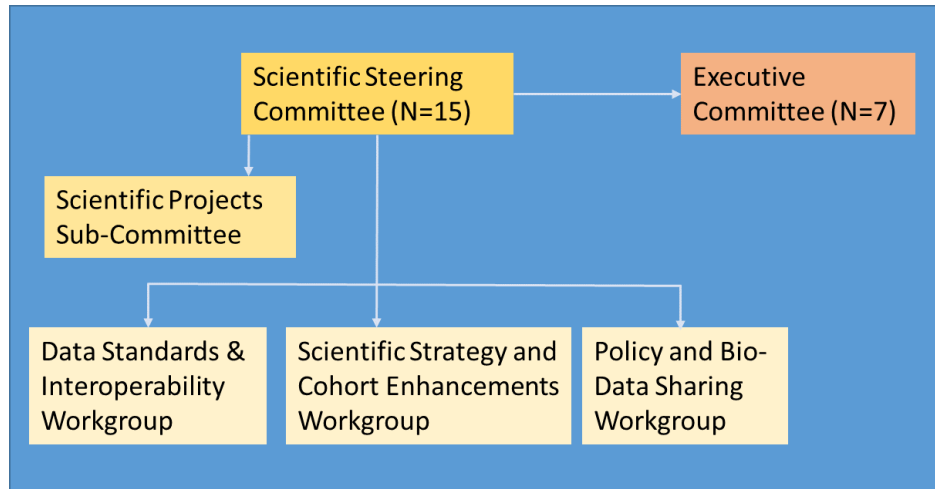 Scientific Steering
Committee (N=15)
Executive
Committee (N=7)
Scientific Projects
Sub-Committee
Data Standards &
Interoperability
Workgroup
Scientific Strategy and
Cohort Enhancements
Workgroup
Policy and Bio-
Data Sharing
Workgroup